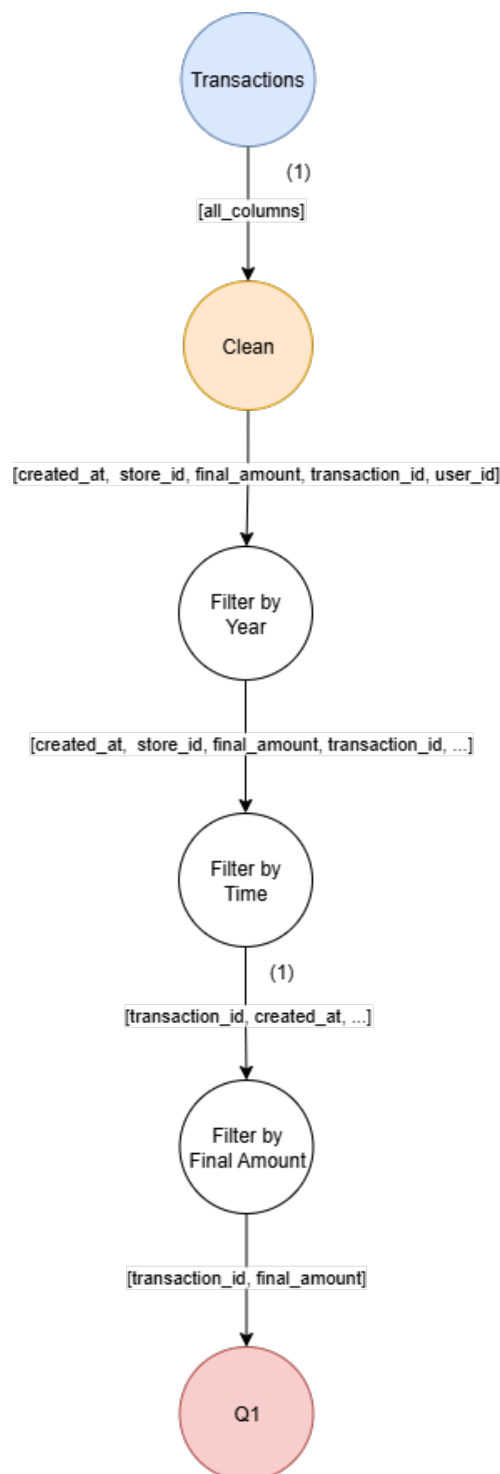 Transactions
(1)
[all_columns]
Clean
[created_at, store_id, final_amount, transaction_id, user_id]
Filter by
Year
[created_at, store_id, final_amount, transaction_id, ...]
Filter by
Time
(1)
[transaction_id, created_at, ...]
Filter by
Final Amount
[transaction_id, final_amount]
Q1